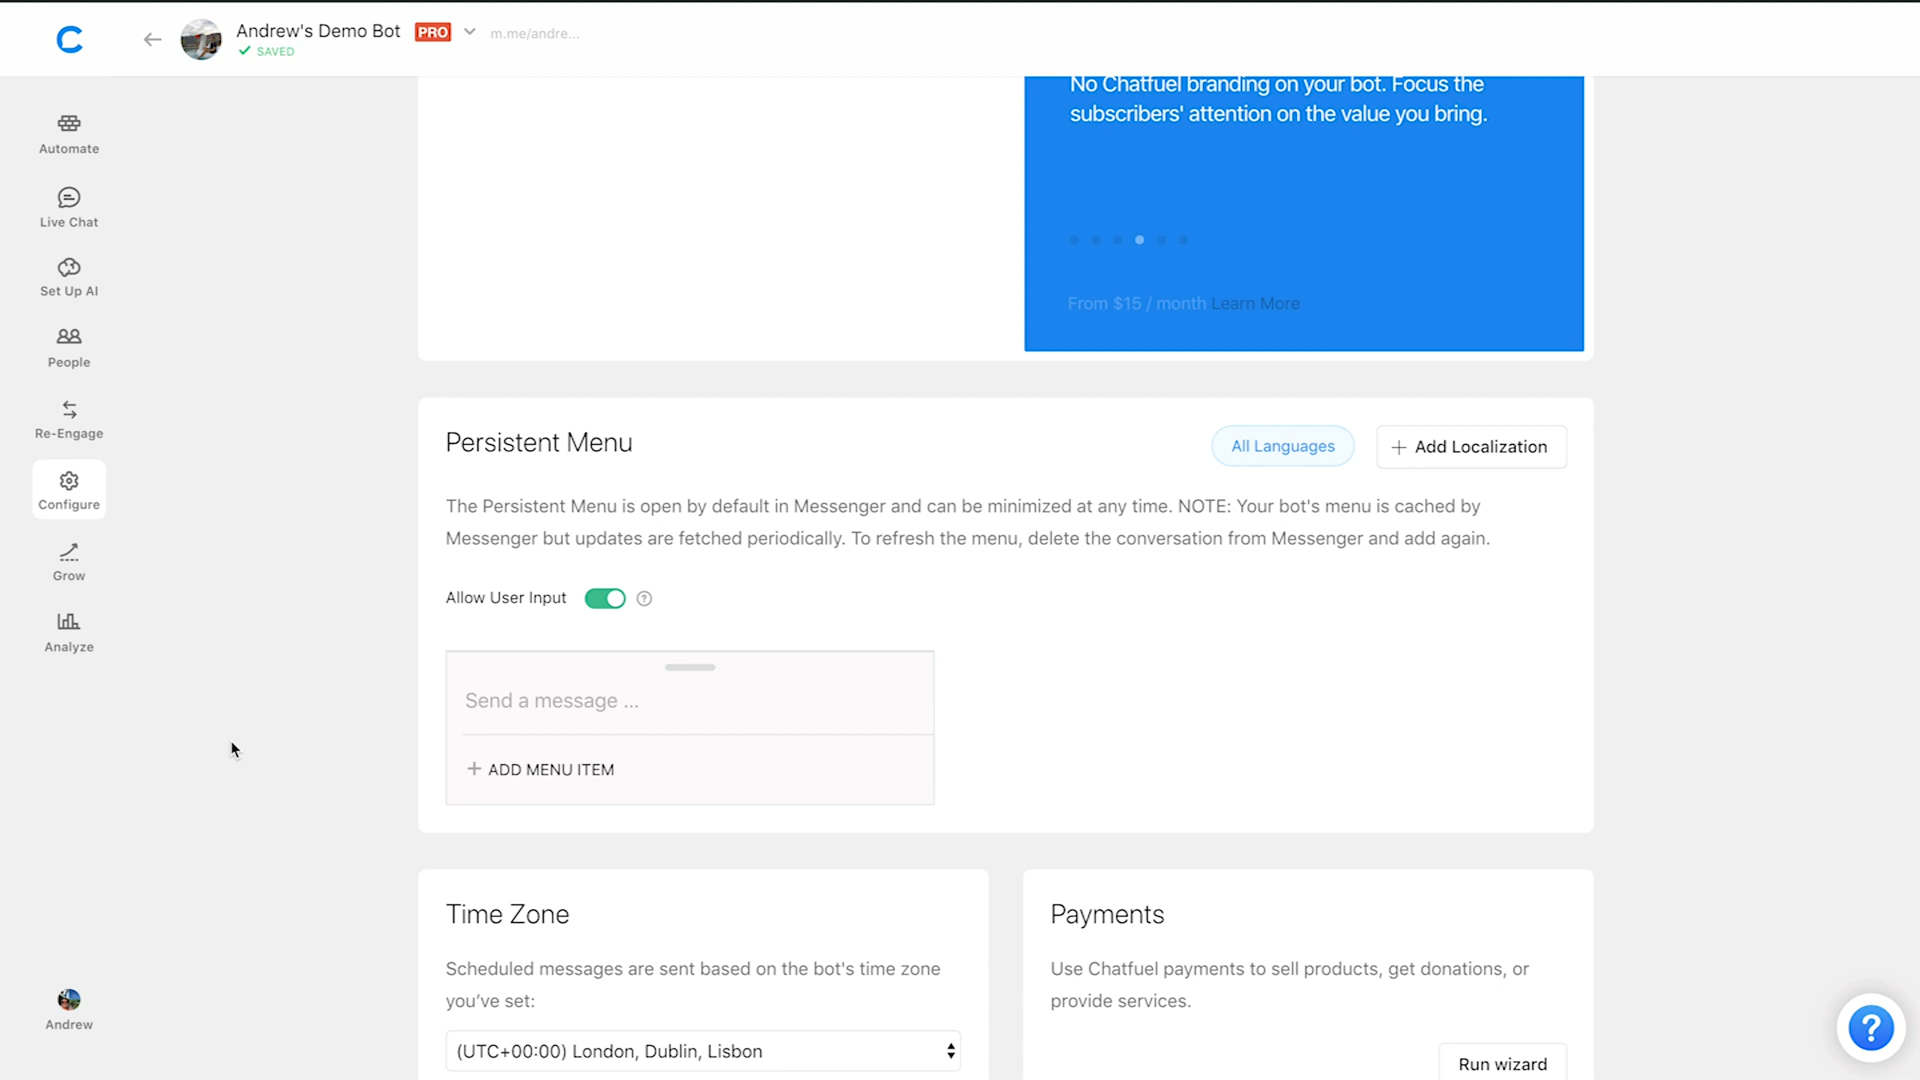 Andrew's Demo Bot PRO m.me/andre...
SAVED
Automate
Live Chat
Set Up AI
People
Re-Engage
Configure
Grow
Analyze
Andrew
No Chatfuel branding on your bot. Focus the
subscribers' attention on the value you bring.
From $15 / month Learn More
Persistent Menu
All Languages
+ Add Localization
The Persistent Menu is open by default in Messenger and can be minimized at any time. NOTE: Your bot's menu is cached by
Messenger but updates are fetched periodically. To refresh the menu, delete the conversation from Messenger and add again.
Allow User Input ?
Send a message ...
+ ADD MENU ITEM
Time Zone
Scheduled messages are sent based on the bot's time zone
you've set:
(UTC+00:00) London, Dublin, Lisbon
Payments
Use Chatfuel payments to sell products, get donations, or
provide services.
Run wizard
?